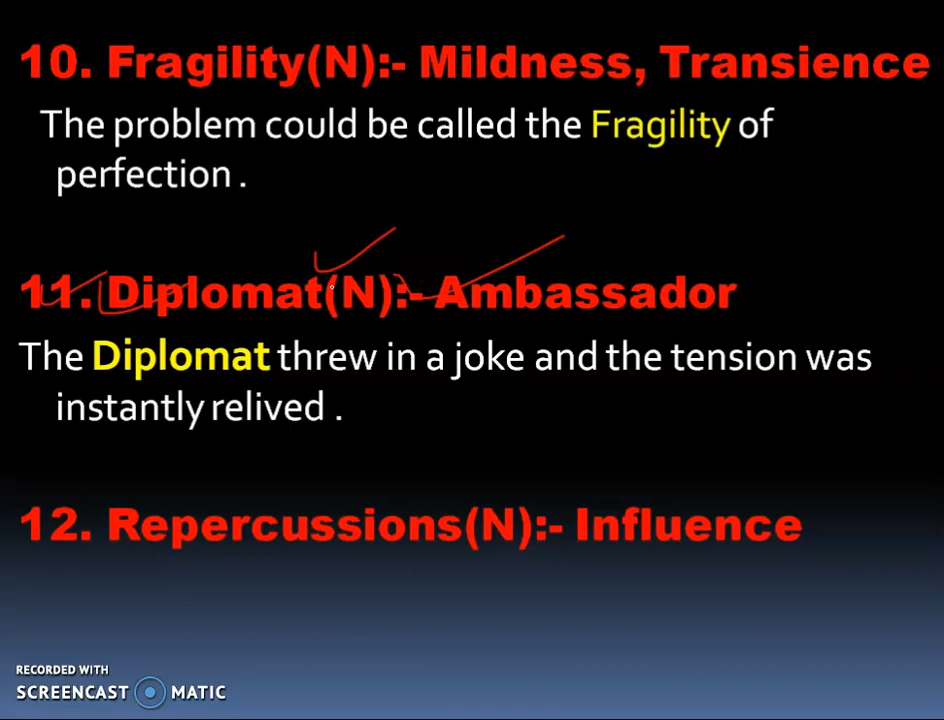 10. Fragility(N):- Mildness, Transience
The problem could be called the Fragility of
perfection .
11. Diplomat(N):- Ambassador
The Diplomat threw in a joke and the tension was
instantly relived .
12. Repercussions(N):- Influence
RECORDED WITH
SCREENCAST MATIC